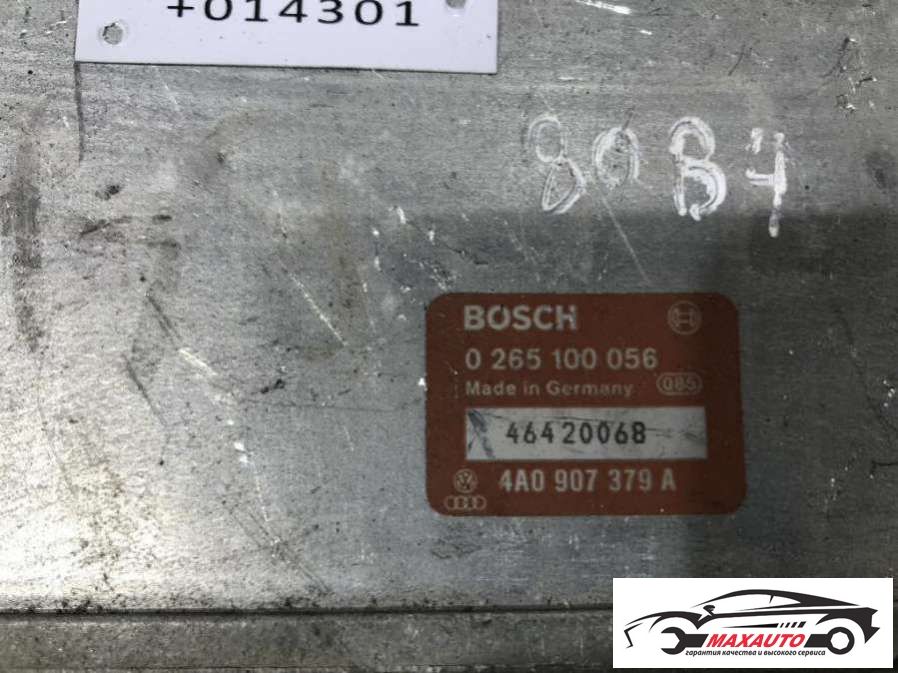 +014301
80B4
BOSCH
0 265 100 056
Made in Germany 085
46420068
4A0 907 379 A
MAXAUTO
гарантия качества и высокого сервиса